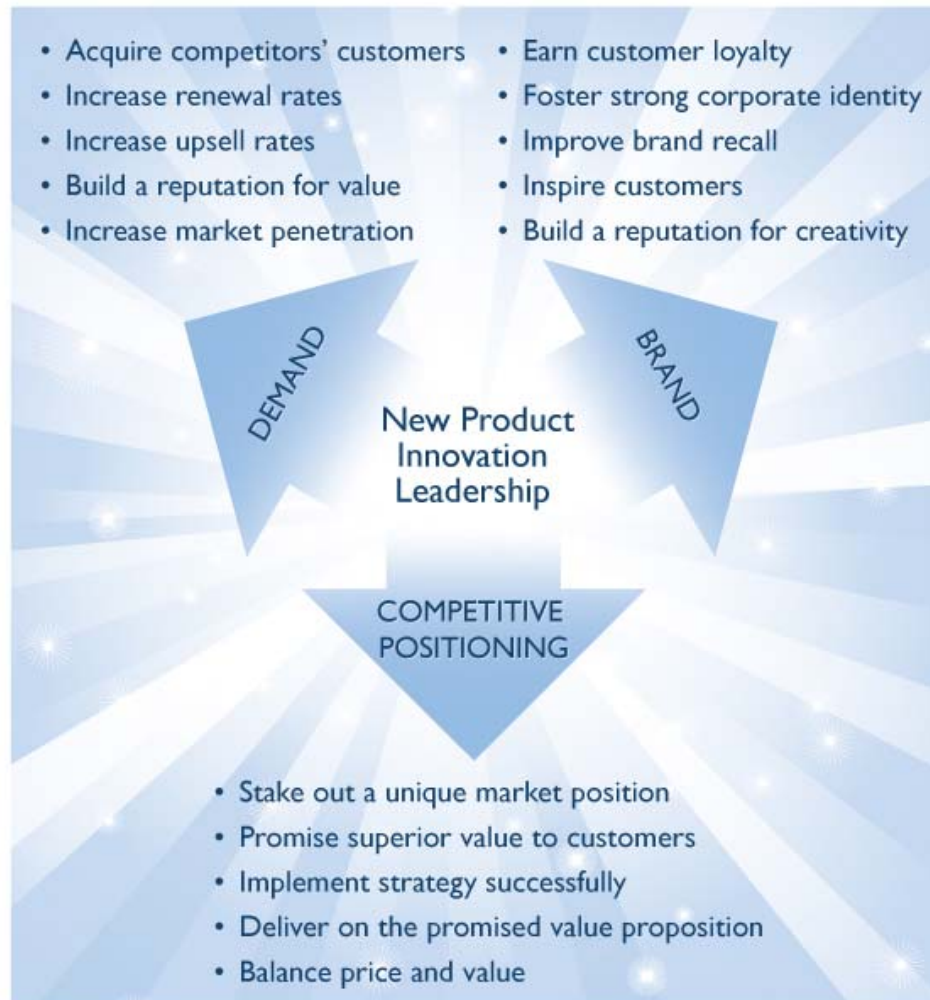 • Acquire competitors' customers
• Increase renewal rates
• Increase upsell rates
• Build a reputation for value
• Increase market penetration
• Earn customer loyalty
• Foster strong corporate identity
• Improve brand recall
• Inspire customers
• Build a reputation for creativity
DEMAND
BRAND
New Product
Innovation
Leadership
COMPETITIVE
POSITIONING
• Stake out a unique market position
• Promise superior value to customers
• Implement strategy successfully
• Deliver on the promised value proposition
• Balance price and value